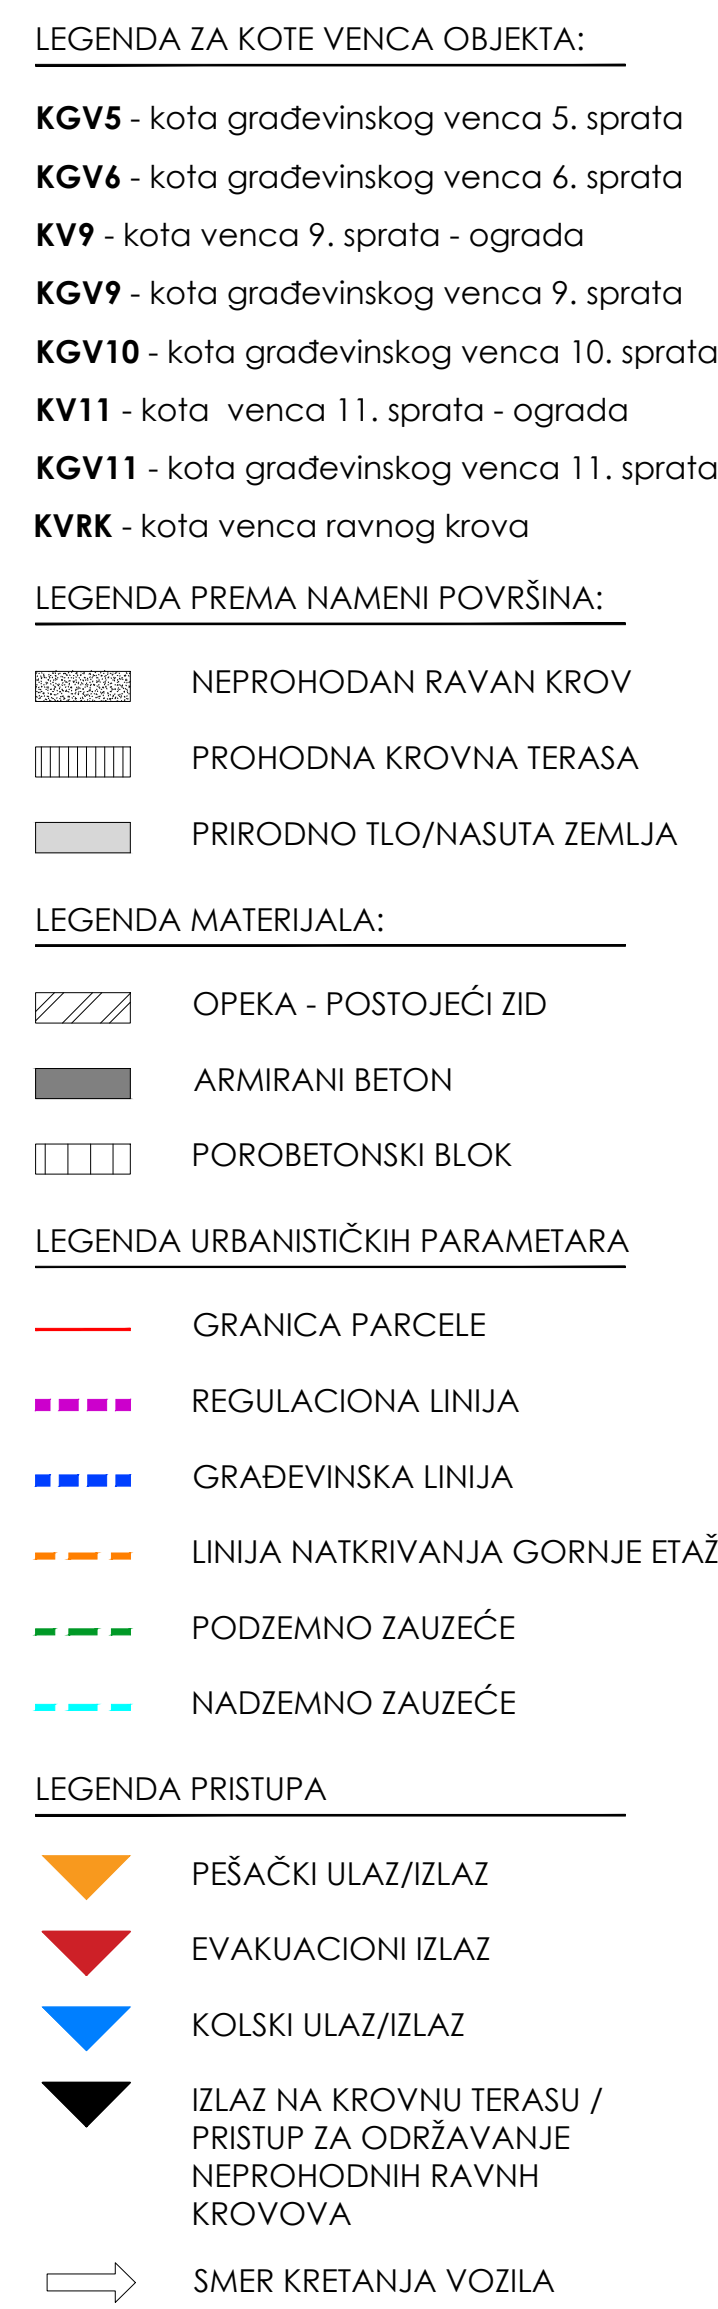 LEGENDA ZA KOTE VENCA OBJEKTA:
KGV5 - kota građevinskog venca 5. sprata
KGV6 - kota građevinskog venca 6. sprata
KV9 - kota venca 9. sprata - ograda
KGV9 - kota građevinskog venca 9. sprata
KGV10 - kota građevinskog venca 10. sprata
KV11 - kota venca 11. sprata - ograda
KGV11 - kota građevinskog venca 11. sprata
KVRK - kota venca ravnog krova
LEGENDA PREMA NAMENI POVRŠINA:
NEPROHODAN RAVAN KROV
PROHODNA KROVNA TERASA
PRIRODNO TLO/NASUTA ZEMLJA
LEGENDA MATERIJALA:
OPEKA - POSTOJEĆI ZID
ARMIRANI BETON
POROBETONSKI BLOK
LEGENDA URBANISTIČKIH PARAMETARA
GRANICA PARCELE
REGULACIONA LINIJA
GRAĐEVINSKA LINIJA
LINIJA NATKRIVANJA GORNJE ETAŽ
PODZEMNO ZAUZEĆE
NADZEMNO ZAUZEĆE
LEGENDA PRISTUPA
PEŠAČKI ULAZ/IZLAZ
EVAKUACIONI IZLAZ
KOLSKI ULAZ/IZLAZ
IZLAZ NA KROVNU TERASU /
PRISTUP ZA ODRŽAVANJE
NEPROHODNIH RAVNH
KROVOVA
SMER KRETANJA VOZILA